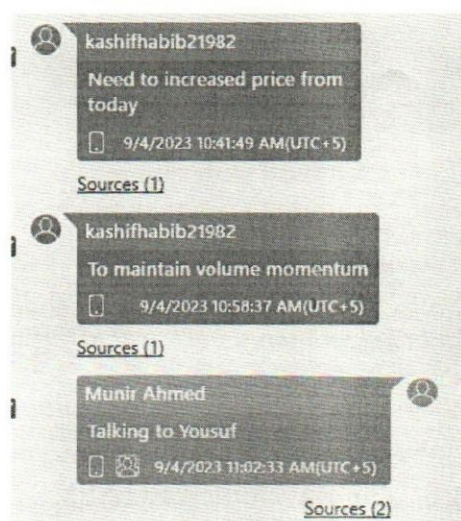 kashifhabib21982
Need to increased price from
today
9/4/2023 10:41:49 AM(UTC+5)
Sources (1)
kashifhabib21982
To maintain volume momentum
9/4/2023 10:58:37 AM(UTC+5)
Sources (1)
Munir Ahmed
Talking to Yousuf
9/4/2023 11:02:33 AM(UTC+5)
Sources (2)